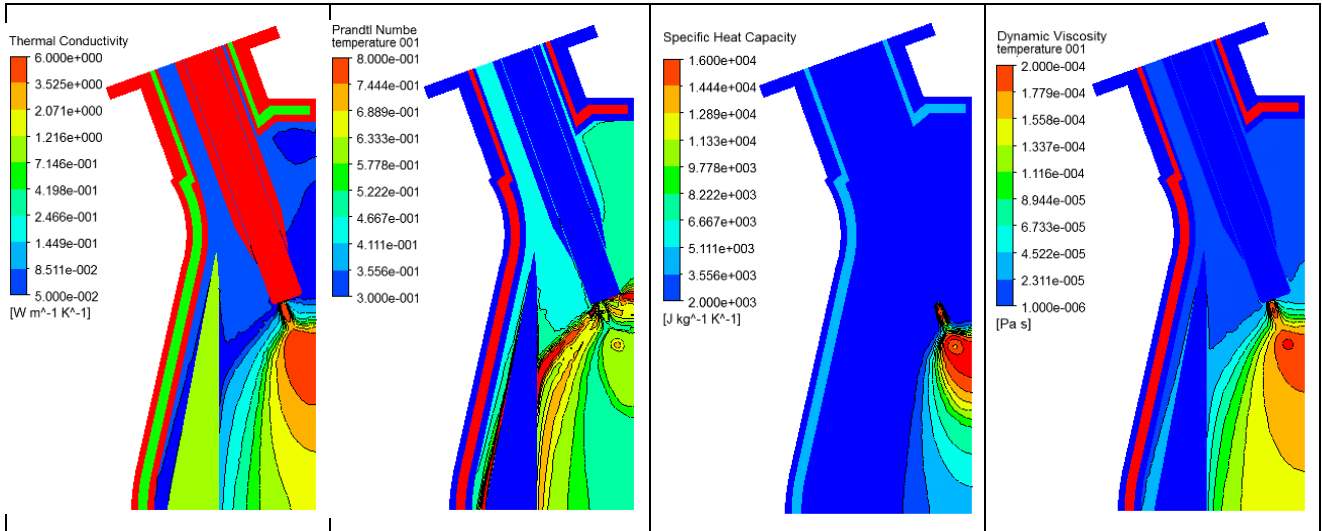 Thermal Conductivity
6.000e+000
3.525e+000
2.071e+000
1.216e+000
7.146e-001
4.198e-001
2.466e-001
1.449e-001
8.511e-002
5.000e-002
[W m^-1 K^-1]
Prandtl Numbe
temperature 001
8.000e-001
7.444e-001
6.889e-001
6.333e-001
5.778e-001
5.222e-001
4.667e-001
4.111e-001
3.556e-001
3.000e-001
Specific Heat Capacity
1.600e+004
1.444e+004
1.289e+004
1.133e+004
9.778e+003
8.222e+003
6.667e+003
5.111e+003
3.556e+003
2.000e+003
[J kg^-1 K^-1]
Dynamic Viscosity
temperature 001
2.000e-004
1.779e-004
1.558e-004
1.337e-004
1.116e-004
8.944e-005
6.733e-005
4.522e-005
2.311e-005
1.000e-006
[Pa s]